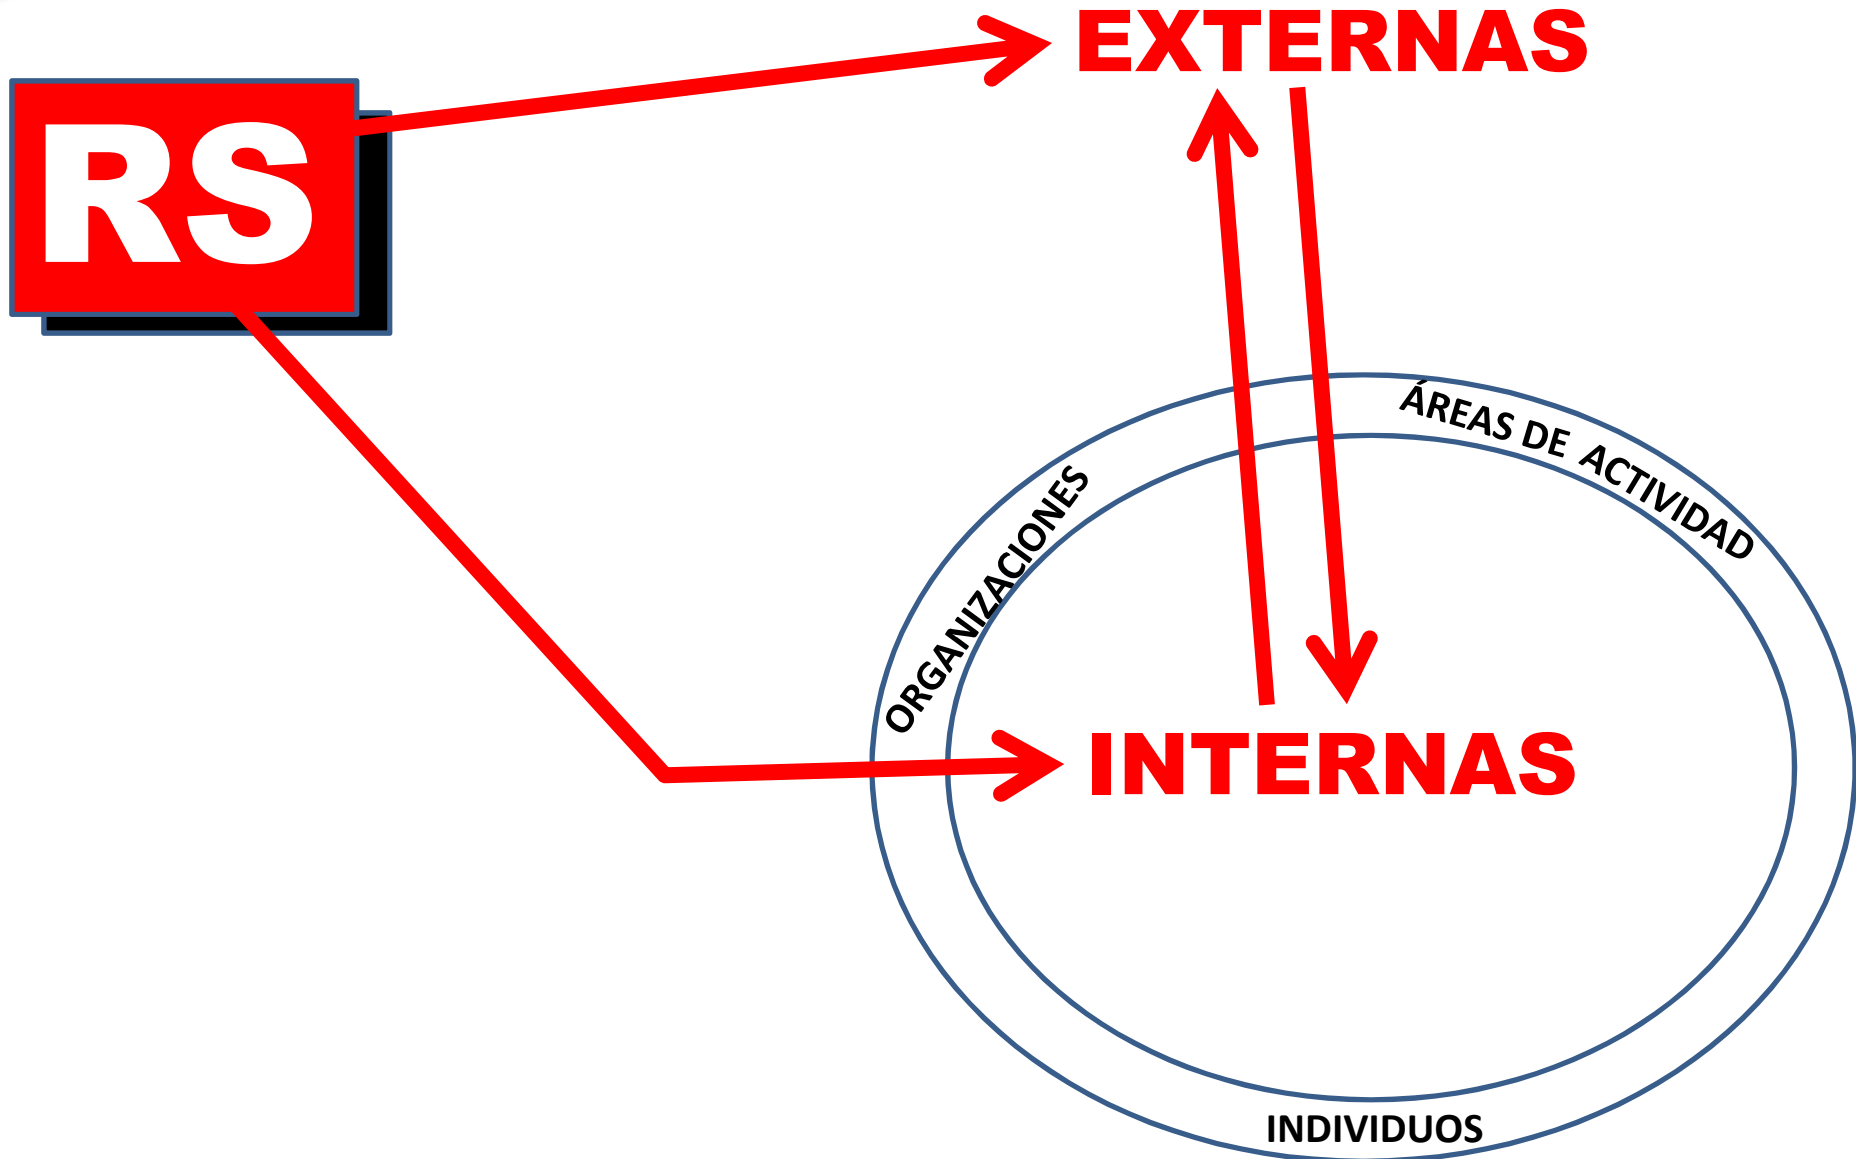 EXTERNAS
RS
ÁREAS DE ACTIVIDAD
ORGANIZACIONES
INTERNAS
INDIVIDUOS